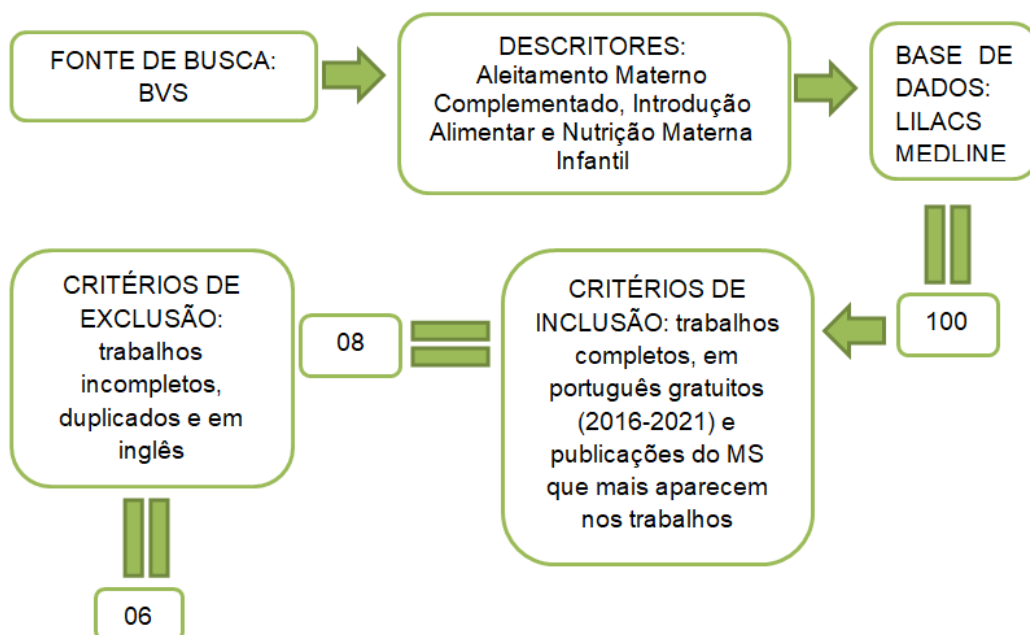 FONTE DE BUSCA:
BVS
DESCRITORES:
Aleitamento Materno
Complementado, Introdução
Alimentar e Nutrição Materna
Infantil
BASE DE
DADOS:
LILACS
MEDLINE
100
CRITÉRIOS DE
INCLUSÃO: trabalhos
completos, em
português gratuitos
(2016-2021) e
publicações do MS
que mais aparecem
nos trabalhos
08
CRITÉRIOS DE
EXCLUSÃO:
trabalhos
incompletos,
duplicados e em
inglês
06